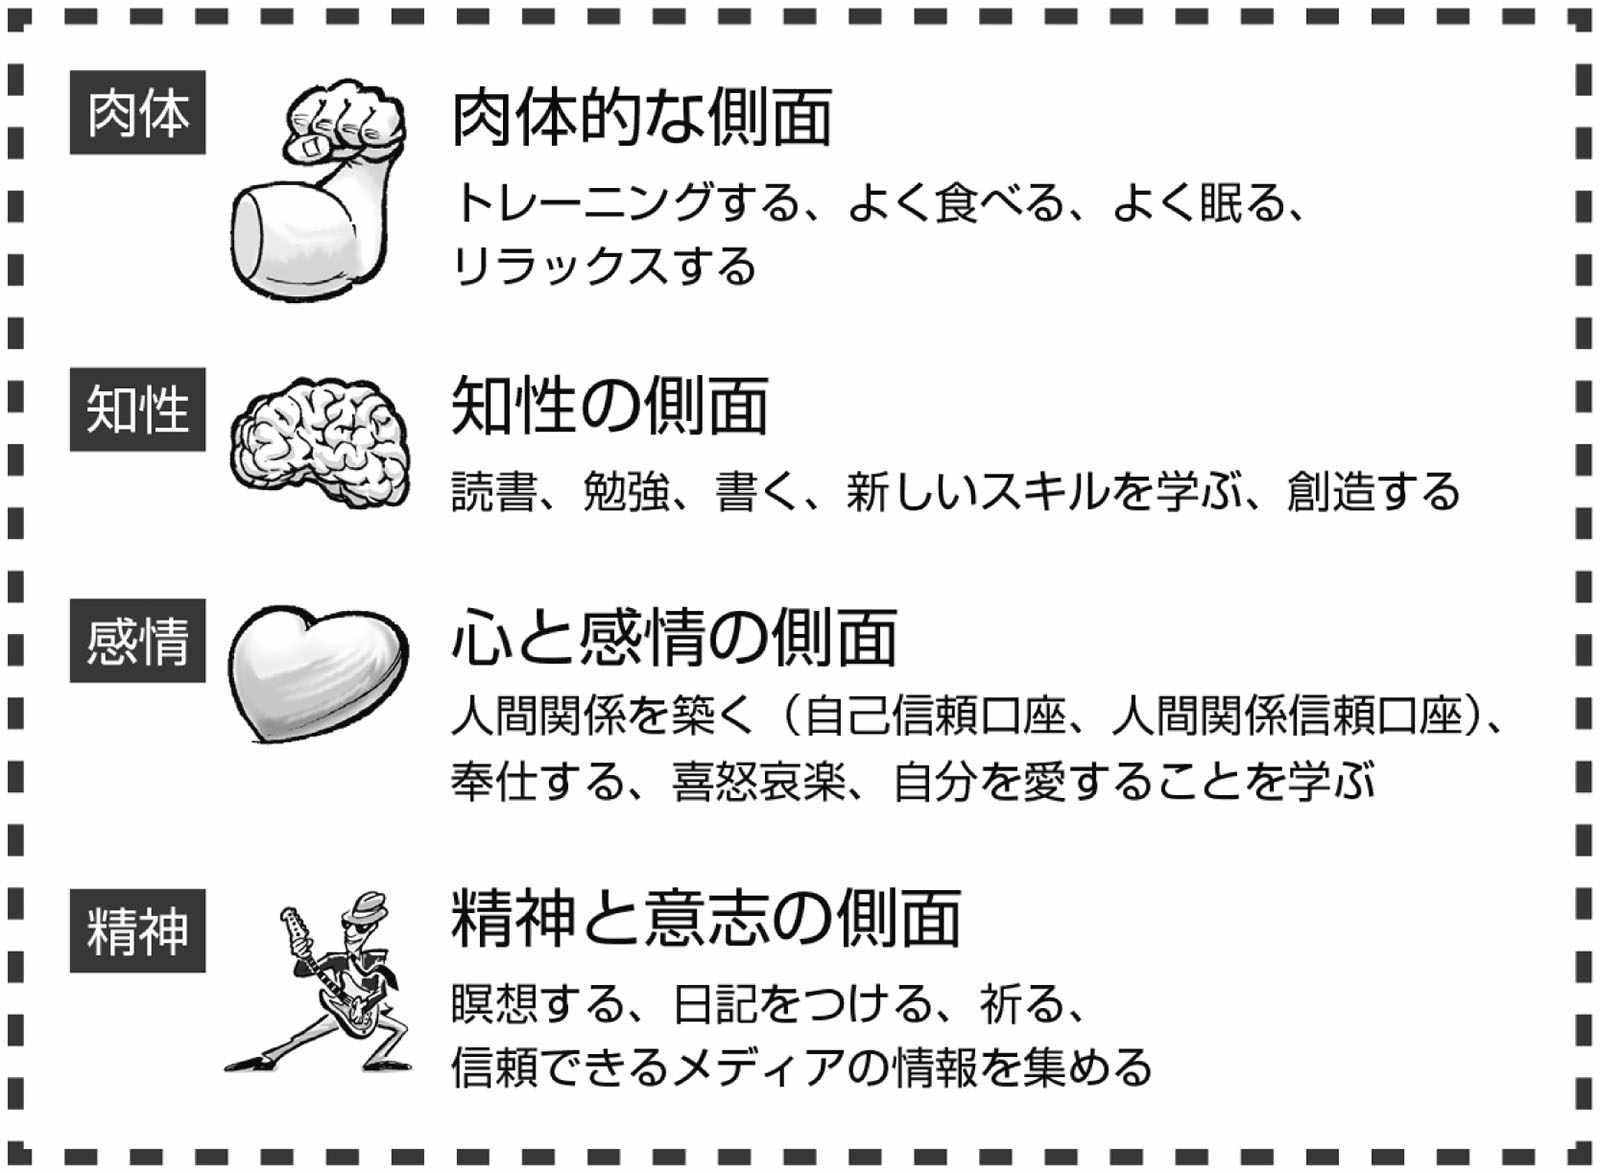 肉体
肉体的な側面
トレーニングする、よく食べる、よく眠る、
リラックスする
知性
知性の側面
読書、勉強、書く、新しいスキルを学ぶ、創造する
感情
心と感情の側面
人間関係を築く（自己信頼口座、人間関係信頼口座）、
奉仕する、喜怒哀楽、自分を愛することを学ぶ
精神
精神と意志の側面
瞑想する、日記をつける、祈る、
信頼できるメディアの情報を集める